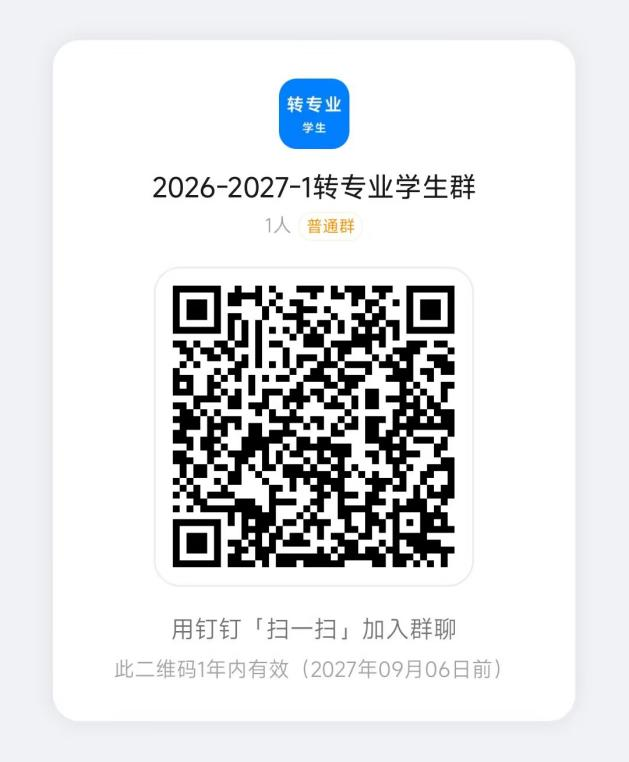 转专业
学生
2026-2027-1转专业学生群
1人 普通群
用钉钉「扫一扫」加入群聊
此二维码1年内有效（2027年09月06日前）